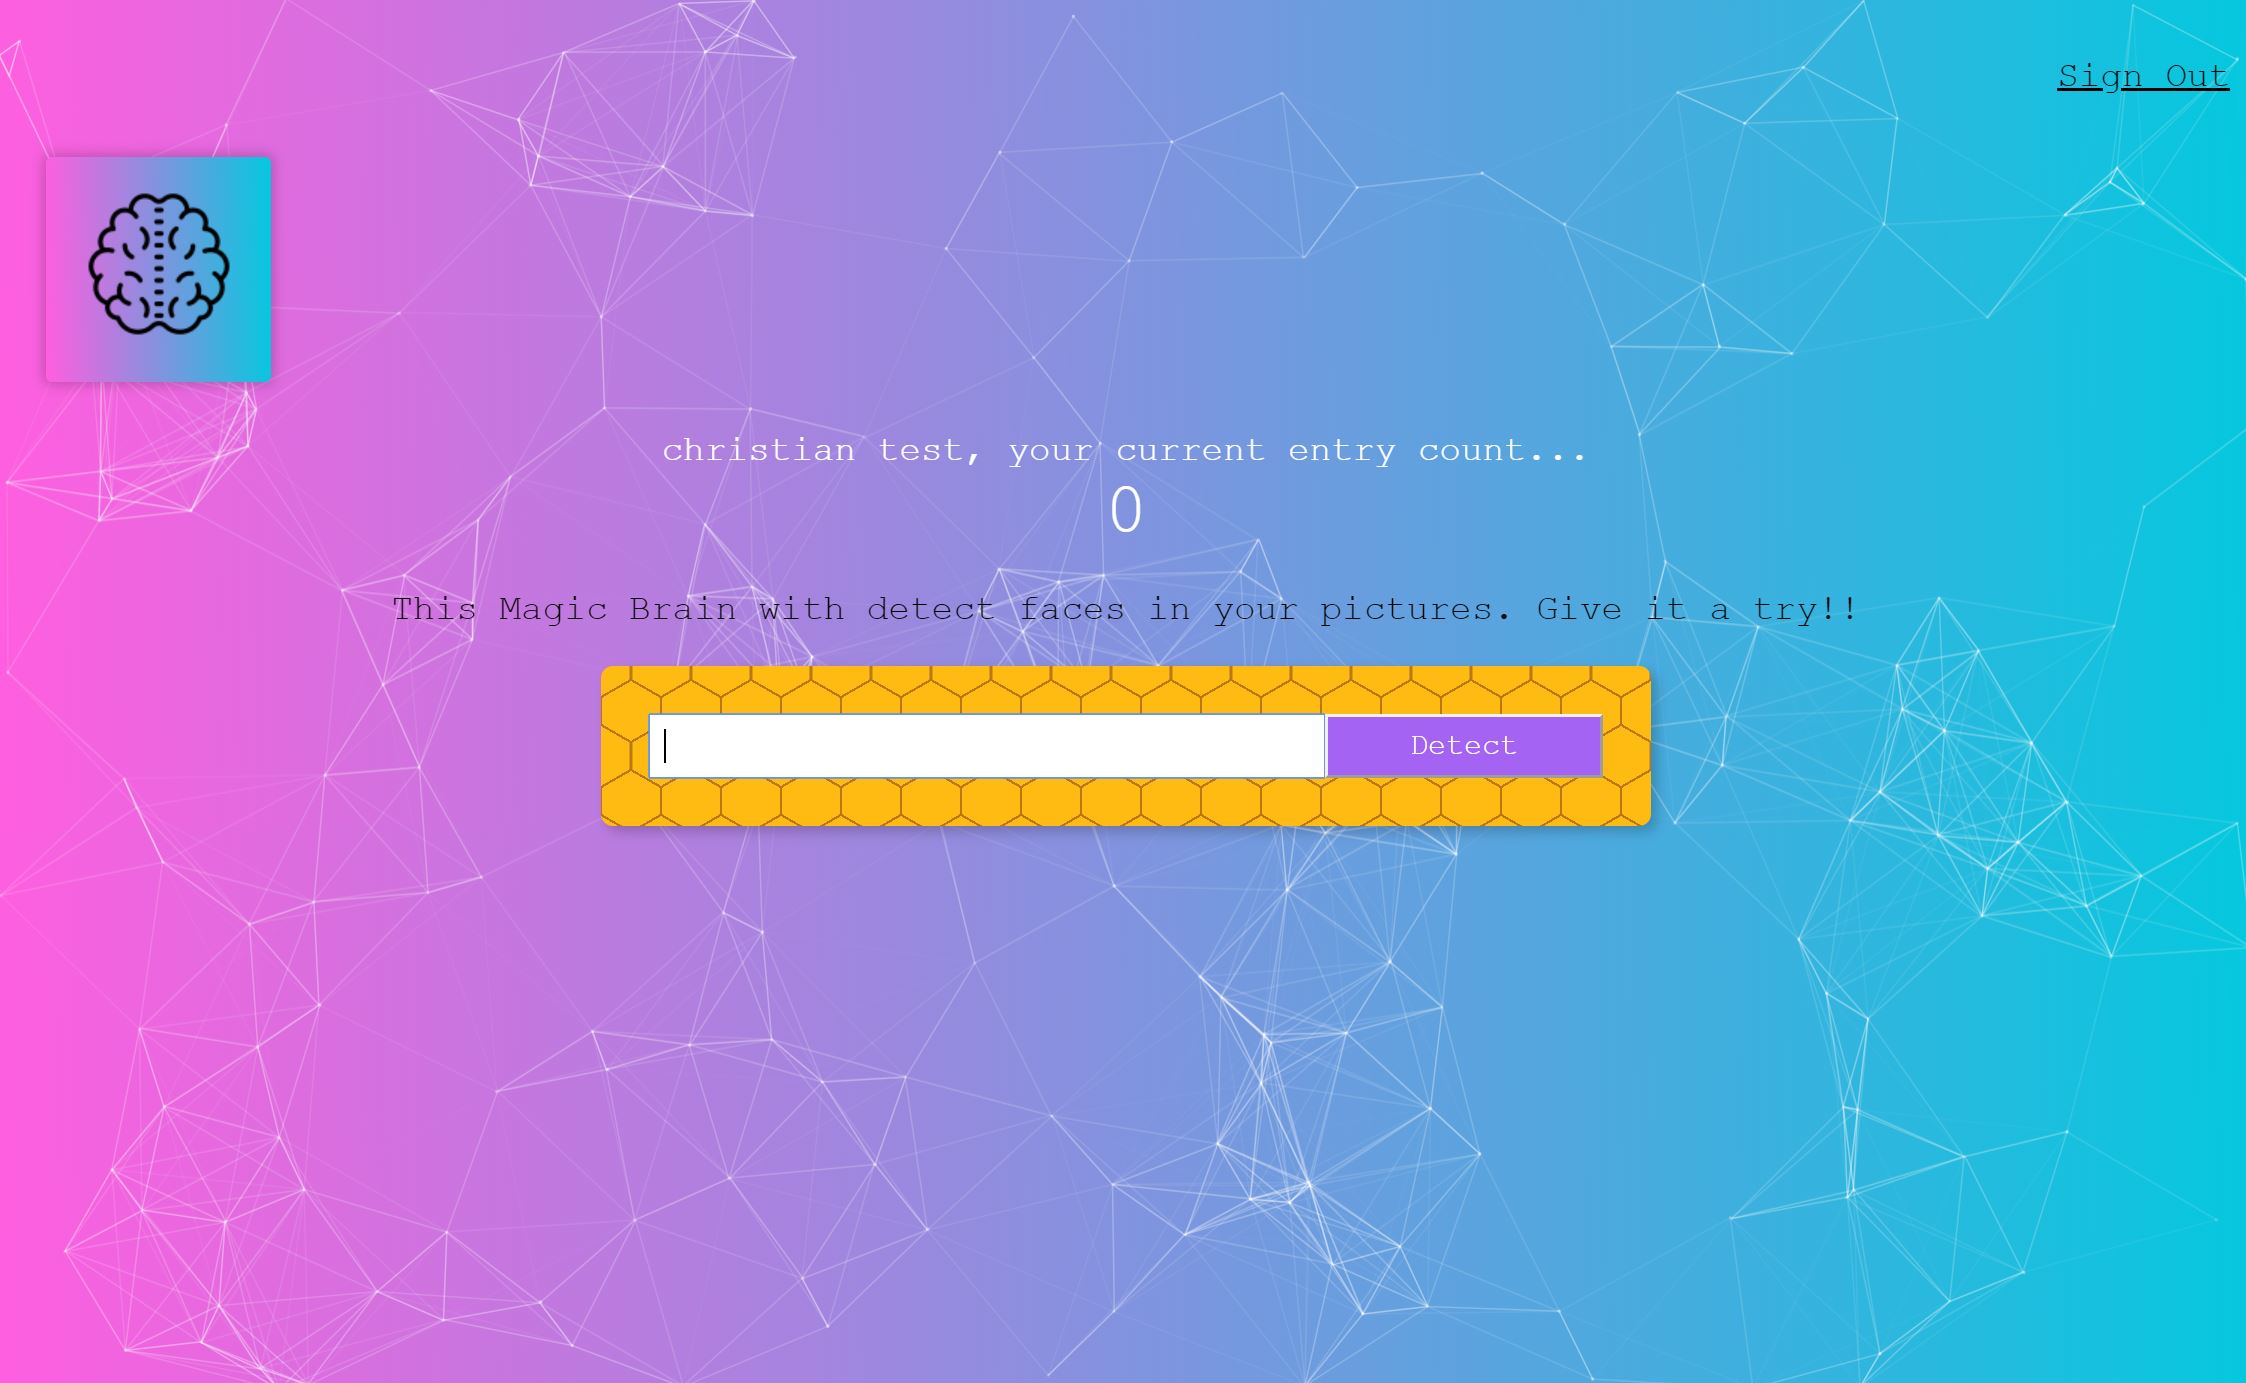 Sign Out
christian test, your current entry count...
0
This Magic Brain with detect faces in your pictures. Give it a try!!
Detect